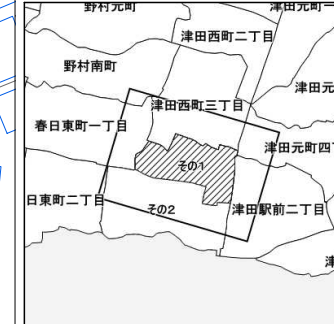 野村元町
津田元町一
津田西町二丁目
野村南町
津田元
津田西町三丁目
春日東町一丁目
津田元町四丁
その1
日東町二丁目
その2
津田駅前二丁目
津